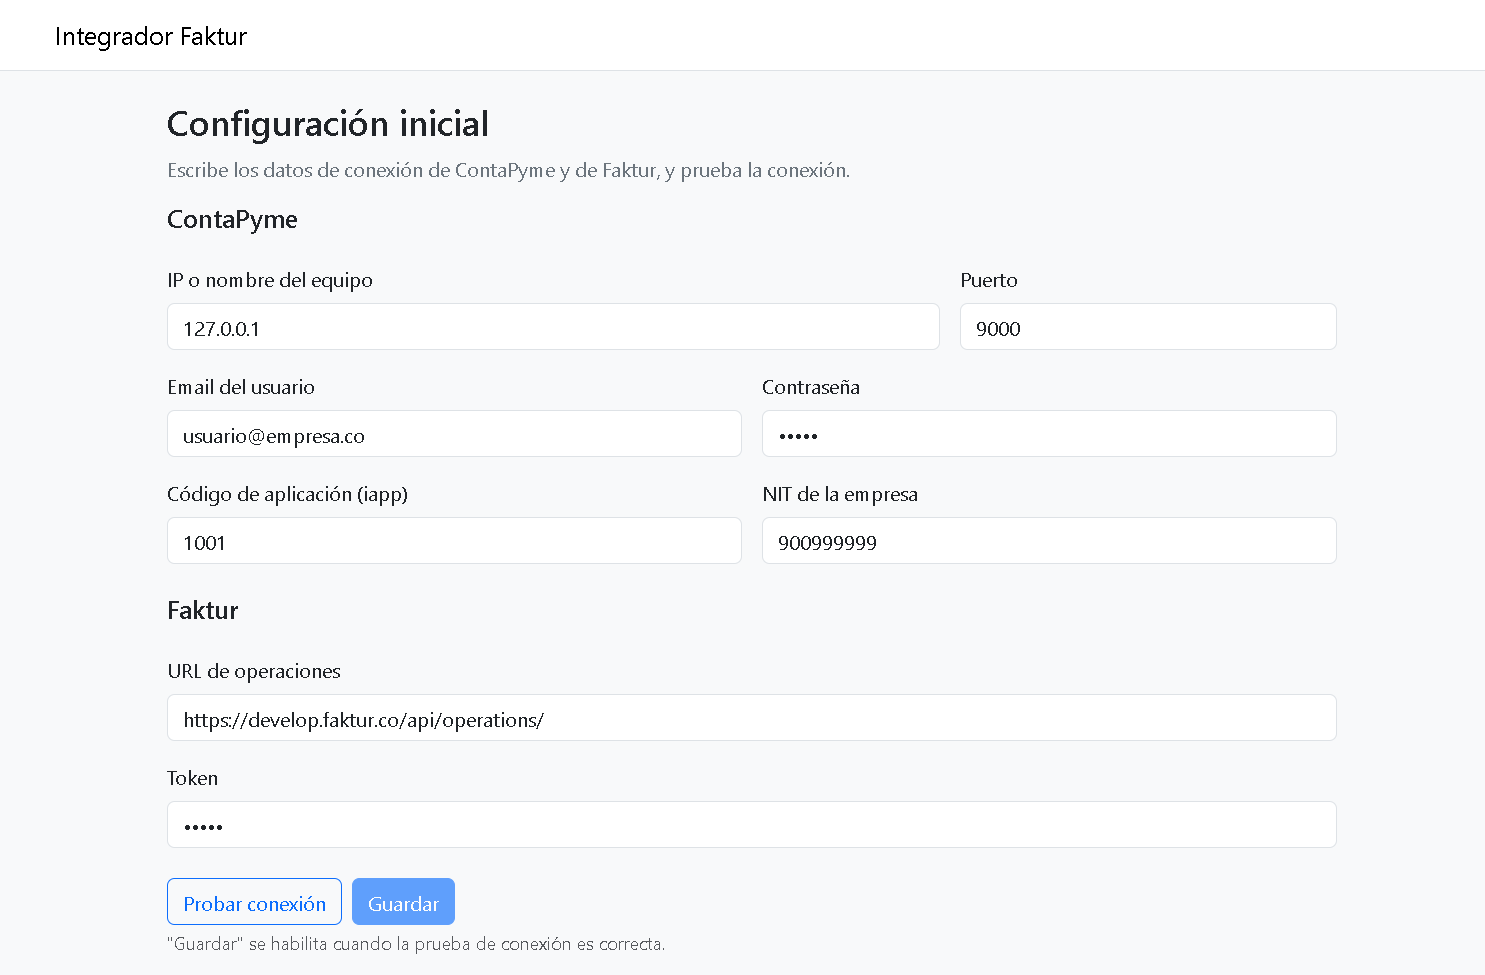 Integrador Faktur
Configuración inicial
Escribe los datos de conexión de ContaPyme y de Faktur, y prueba la conexión.
ContaPyme
IP o nombre del equipo
Puerto
127.0.0.1
9000
Email del usuario
Contraseña
usuario@empresa.co
•••••
Código de aplicación (iapp)
NIT de la empresa
1001
900999999
Faktur
URL de operaciones
https://develop.faktur.co/api/operations/
Token
•••••
Probar conexión
Guardar
"Guardar" se habilita cuando la prueba de conexión es correcta.